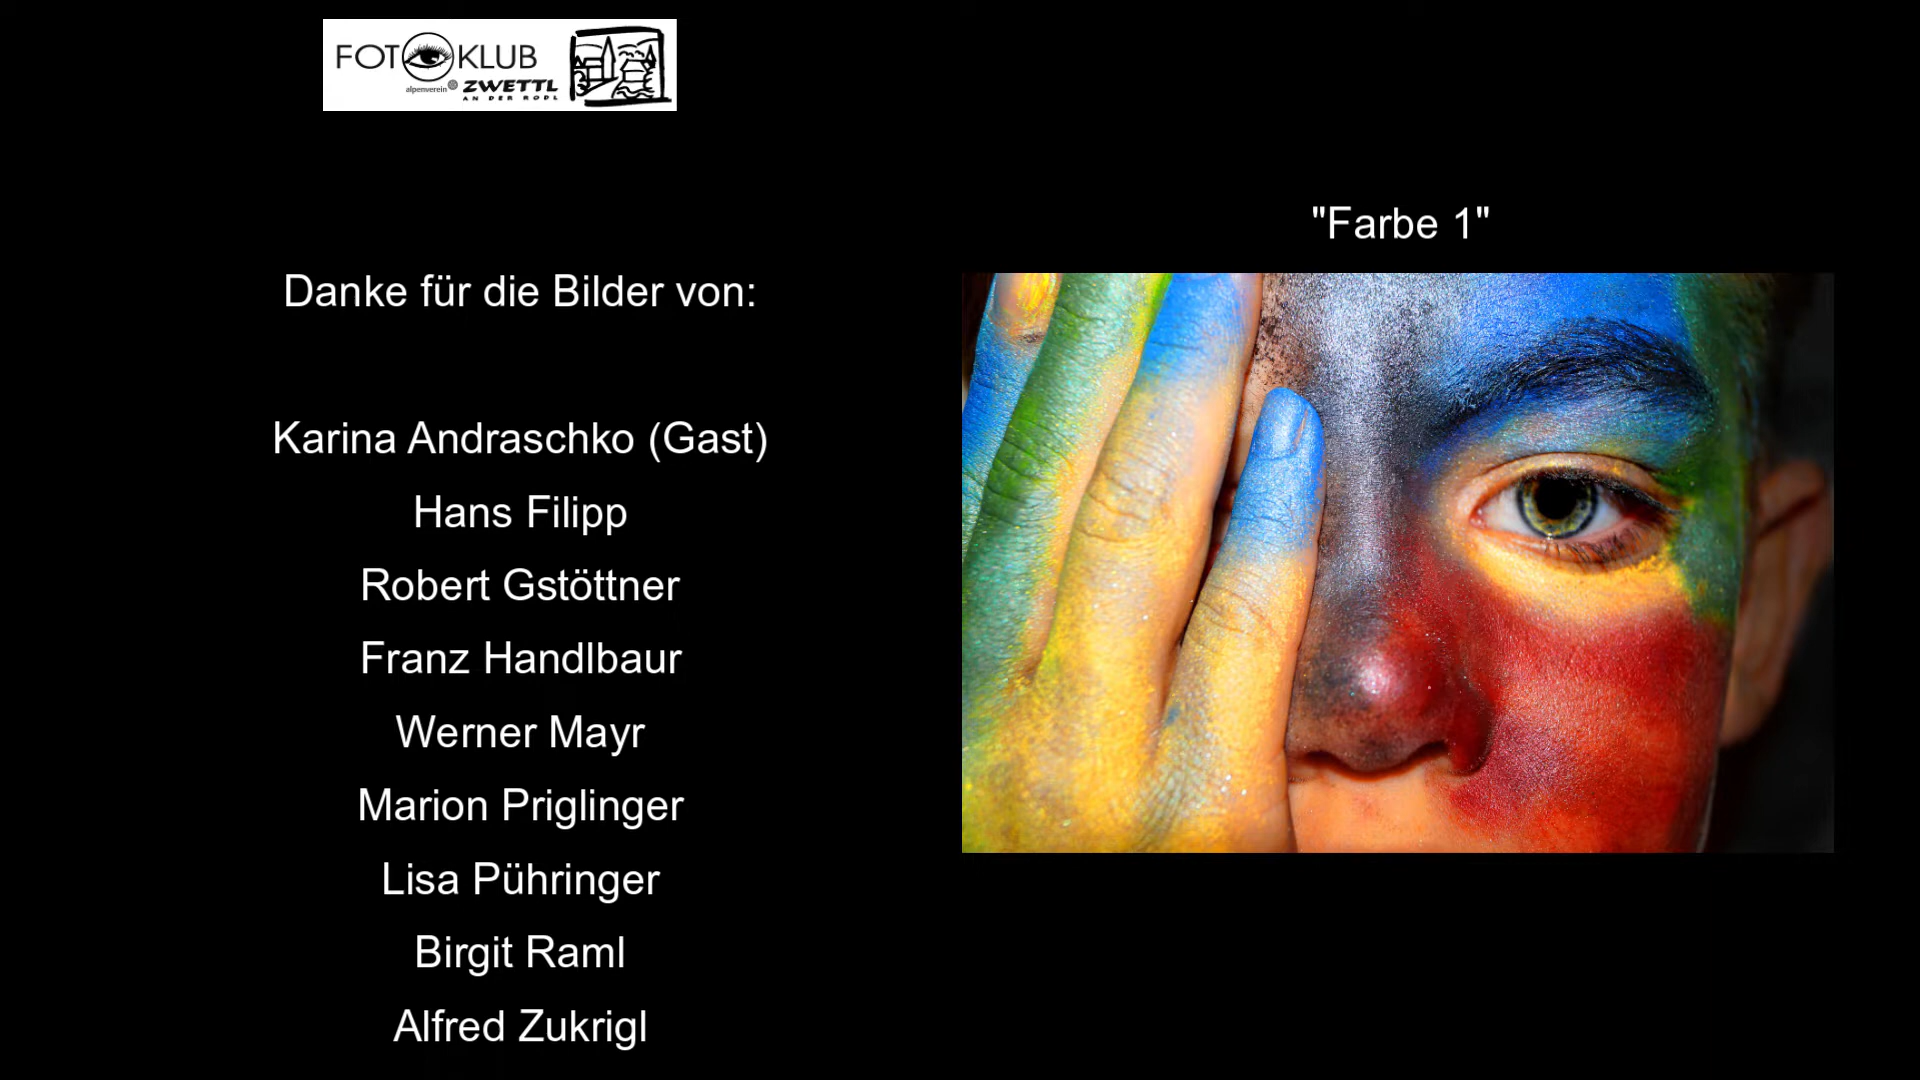 FOTOKLUB
alpenverein ZWETTL
AN DER RODL
"Farbe 1"
Danke für die Bilder von:
Karina Andraschko (Gast)
Hans Filipp
Robert Gstöttner
Franz Handlbaur
Werner Mayr
Marion Priglinger
Lisa Pühringer
Birgit Raml
Alfred Zukrigl